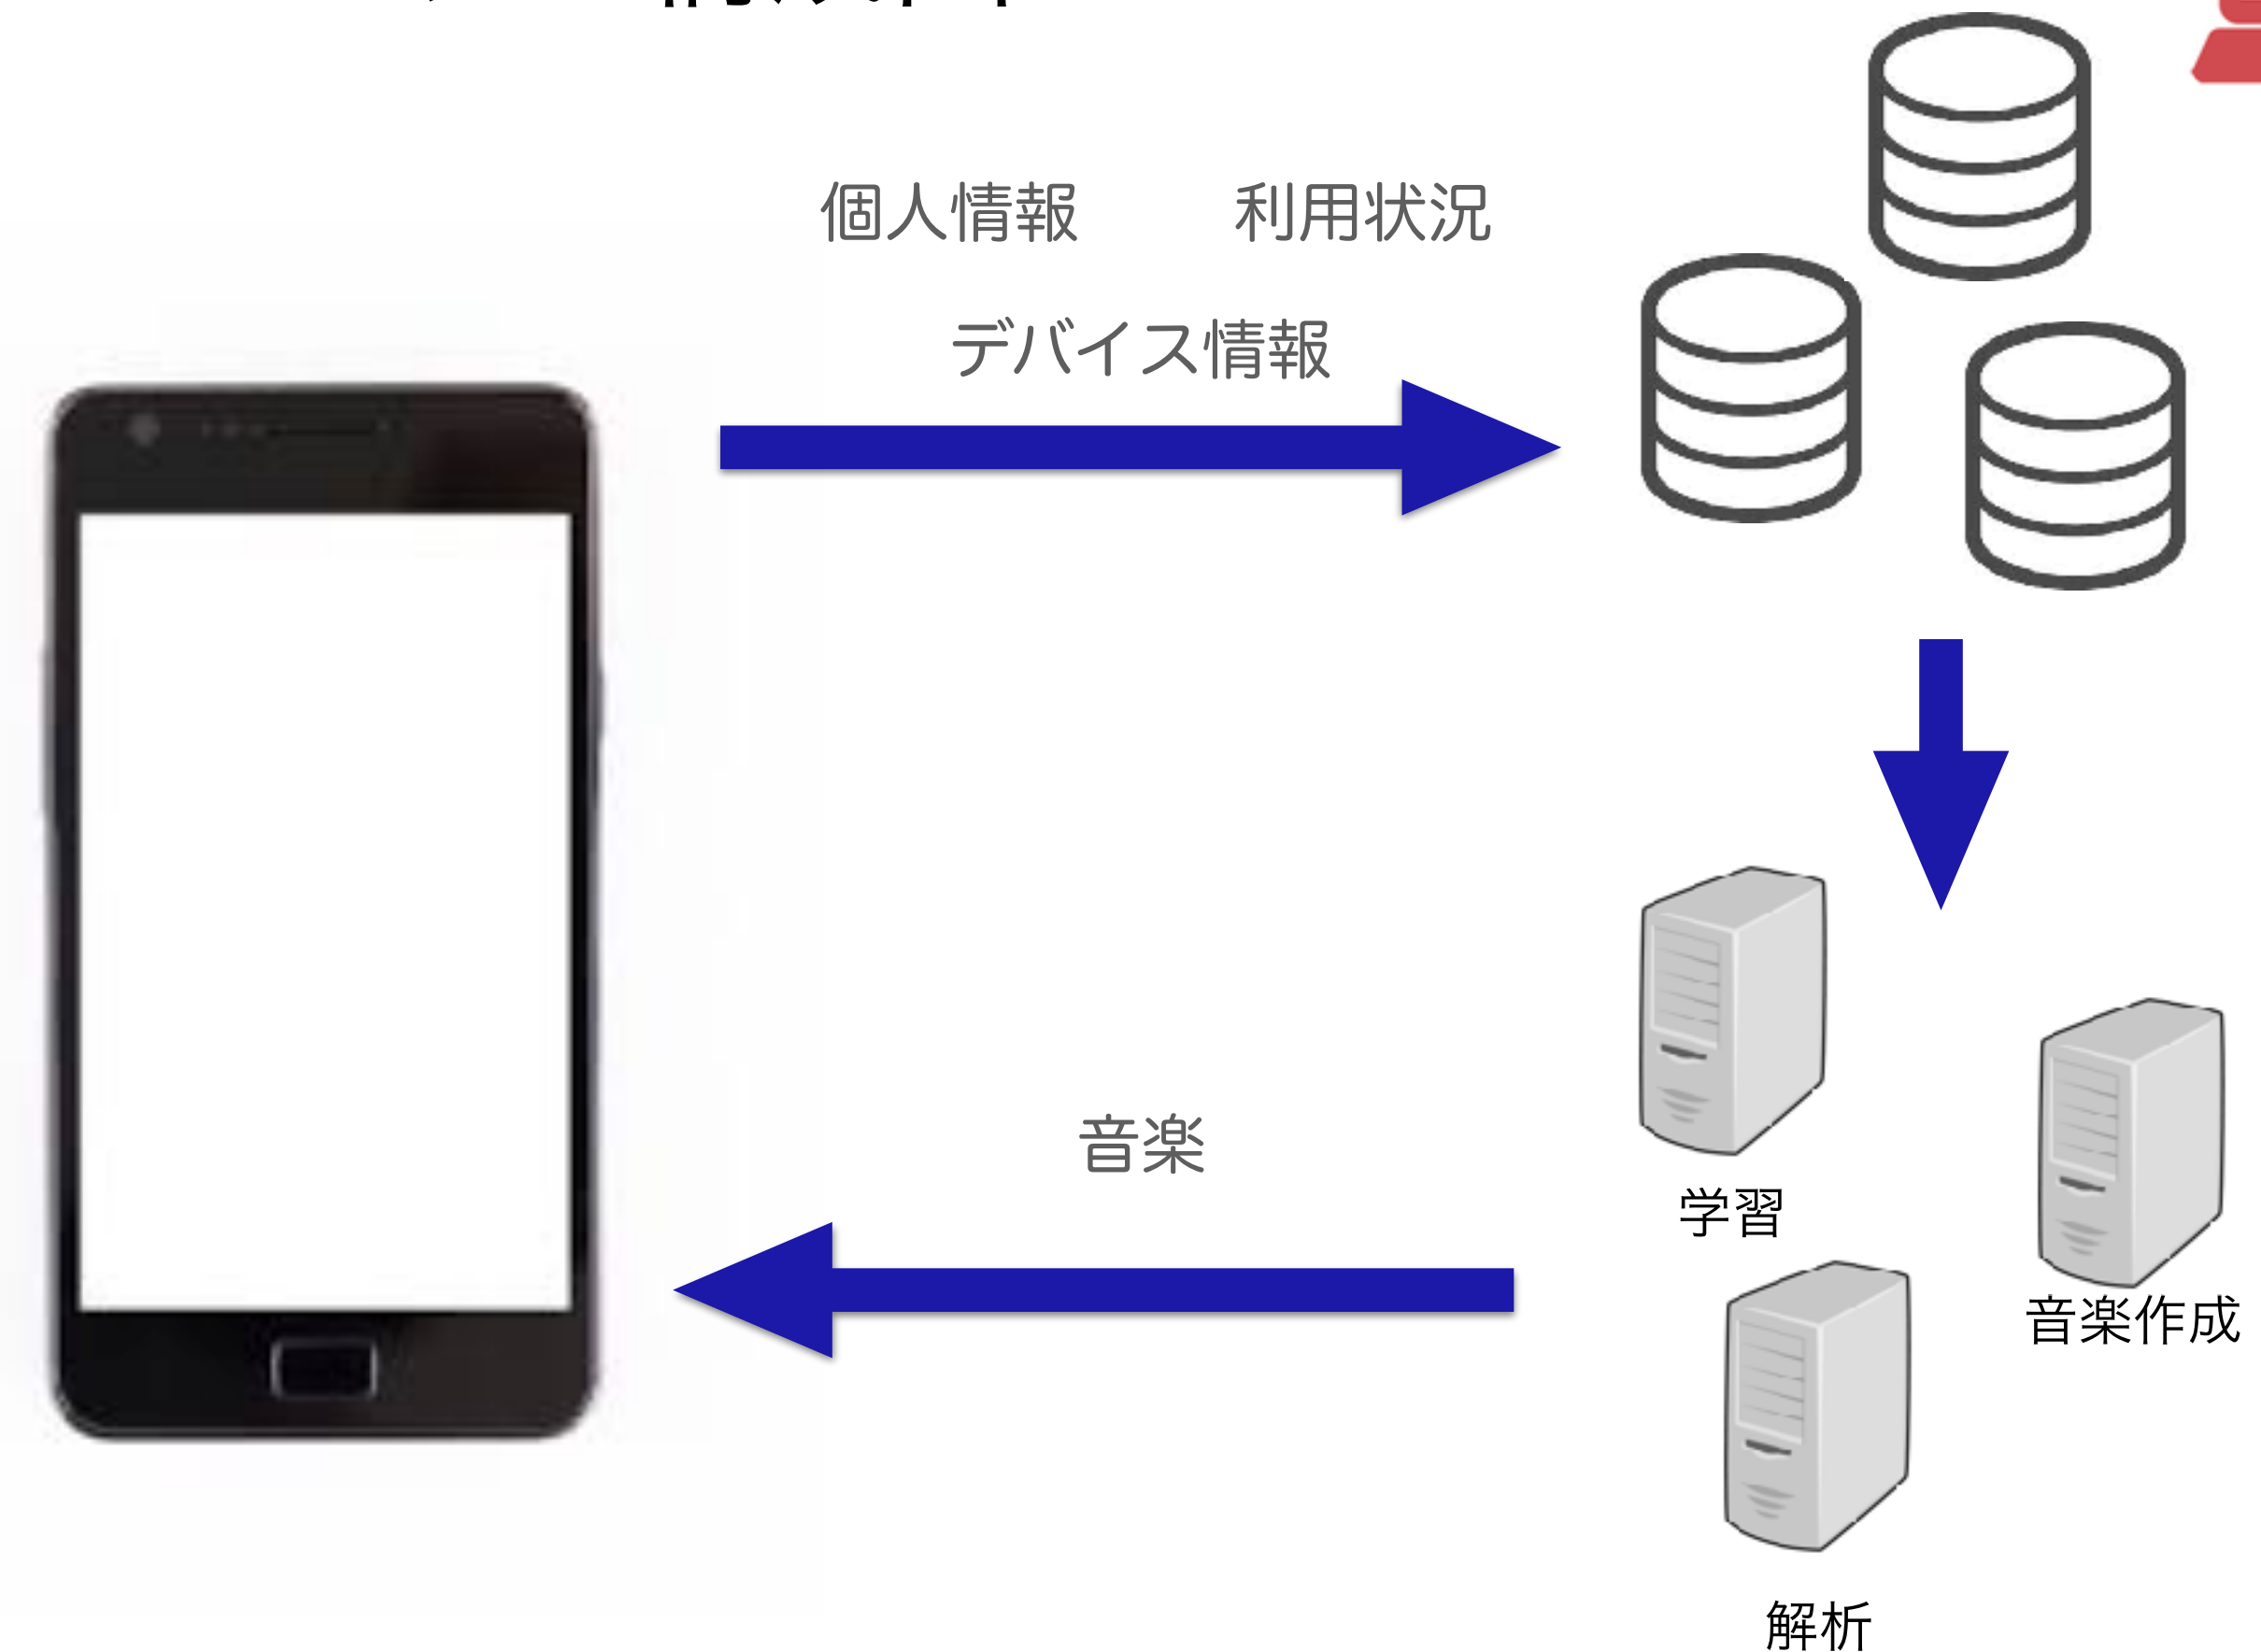 個人情報 利用状況
デバイス情報
音楽
学習
音楽作成
解析